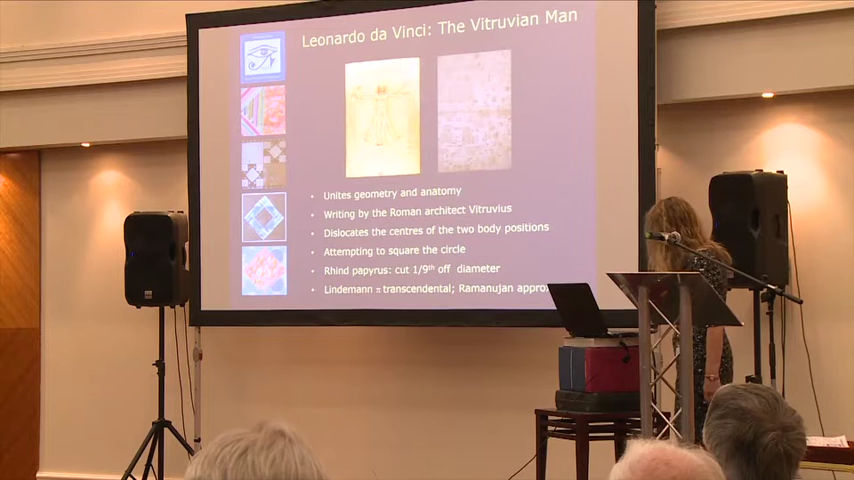 Leonardo da Vinci: The Vitruvian Man
• Unites geometry and anatomy
• Writing by the Roman architect Vitruvius
• Dislocates the centres of the two body positions
• Attempting to square the circle
• Rhind Papyrus: cut 1/9th off diameter
• Lindemann π transcendental; Ramanujan approx